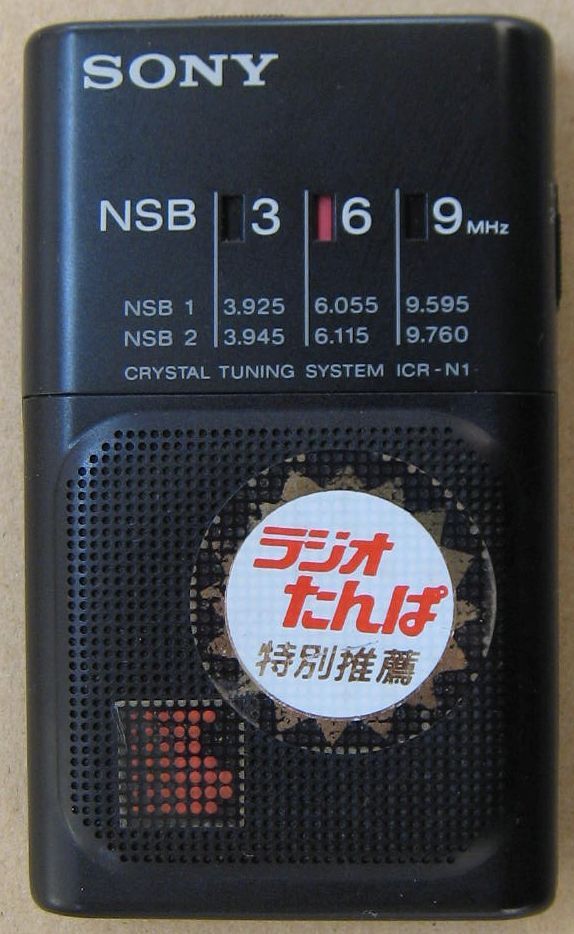 SONY
NSB 3 6 9 MHz
NSB 1 3.925 6.055 9.595
NSB 2 3.945 6.115 9.760
CRYSTAL TUNING SYSTEM ICR-N1
ラジオ
たんぱ
特別推薦